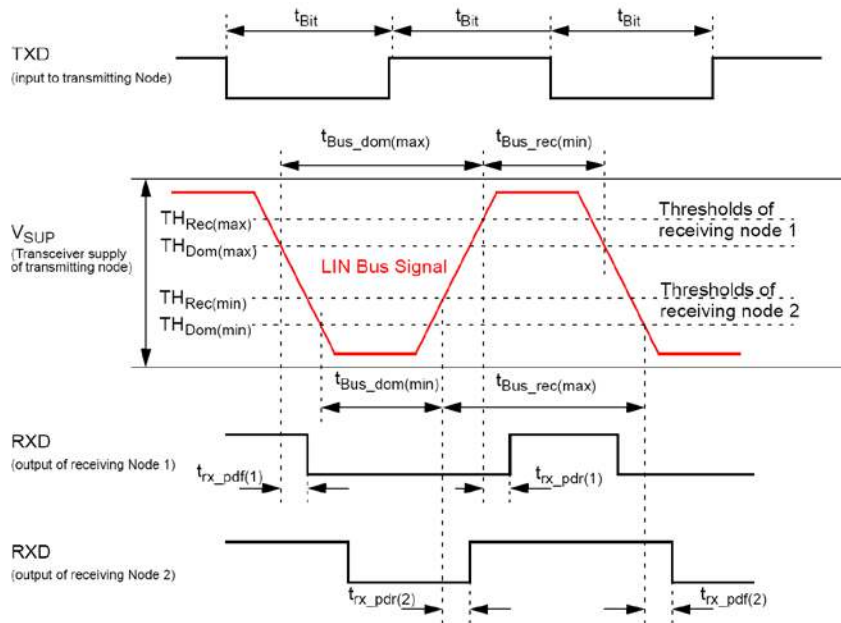 tBit tBit tBit
TXD
(input to transmitting Node)
tBus_dom(max) tBus_rec(min)
VSUP
(Transceiver supply
of transmitting node)
THRec(max)
THDom(max)
THRec(min)
THDom(min)
LIN Bus Signal
Thresholds of
receiving node 1
Thresholds of
receiving node 2
tBus_dom(min) tBus_rec(max)
RXD
(output of receiving Node 1)
trx_pdf(1) trx_pdr(1)
RXD
(output of receiving Node 2)
trx_pdr(2) trx_pdf(2)